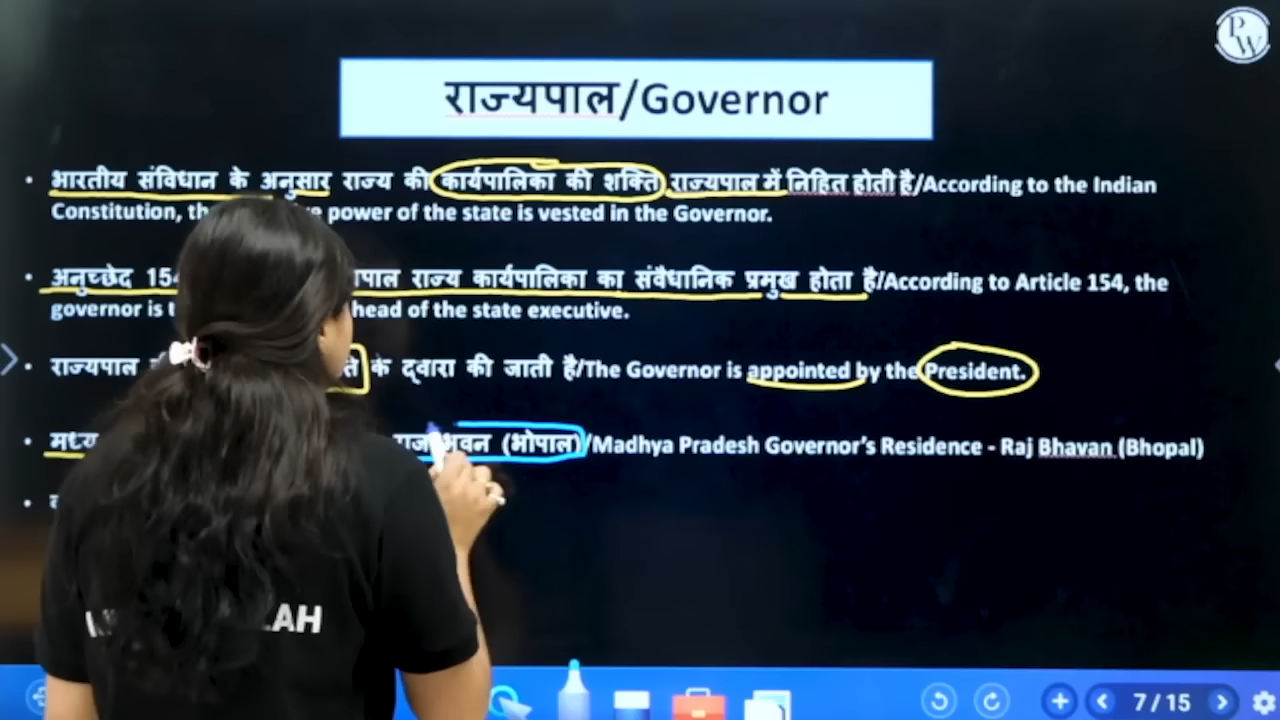 PW
राज्यपाल/Governor
• भारतीय संविधान के अनुसार राज्य की कार्यपालिका की शक्ति राज्यपाल में निहित होती है/According to the Indian
Constitution, power of the state is vested in the Governor.
• अनुच्छेद राज्य कार्यपालिका का संवैधानिक प्रमुख होता है/According to Article 154, the
governor is head of the state executive.
• राज्यपाल के द्वारा की जाती है/The Governor is appointed by the President.
• भवन (भोपाल)/Madhya Pradesh Governor's Residence - Raj Bhavan (Bhopal)
7 / 15